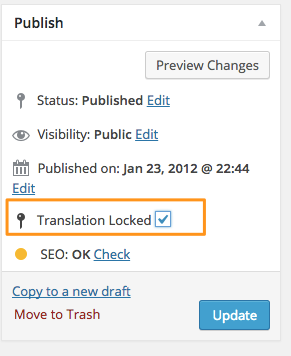 Publish
Preview Changes
Status: Published Edit
Visibility: Public Edit
Published on: Jan 23, 2012 @ 22:44
Edit
Translation Locked
SEO: OK Check
Copy to a new draft
Move to Trash
Update